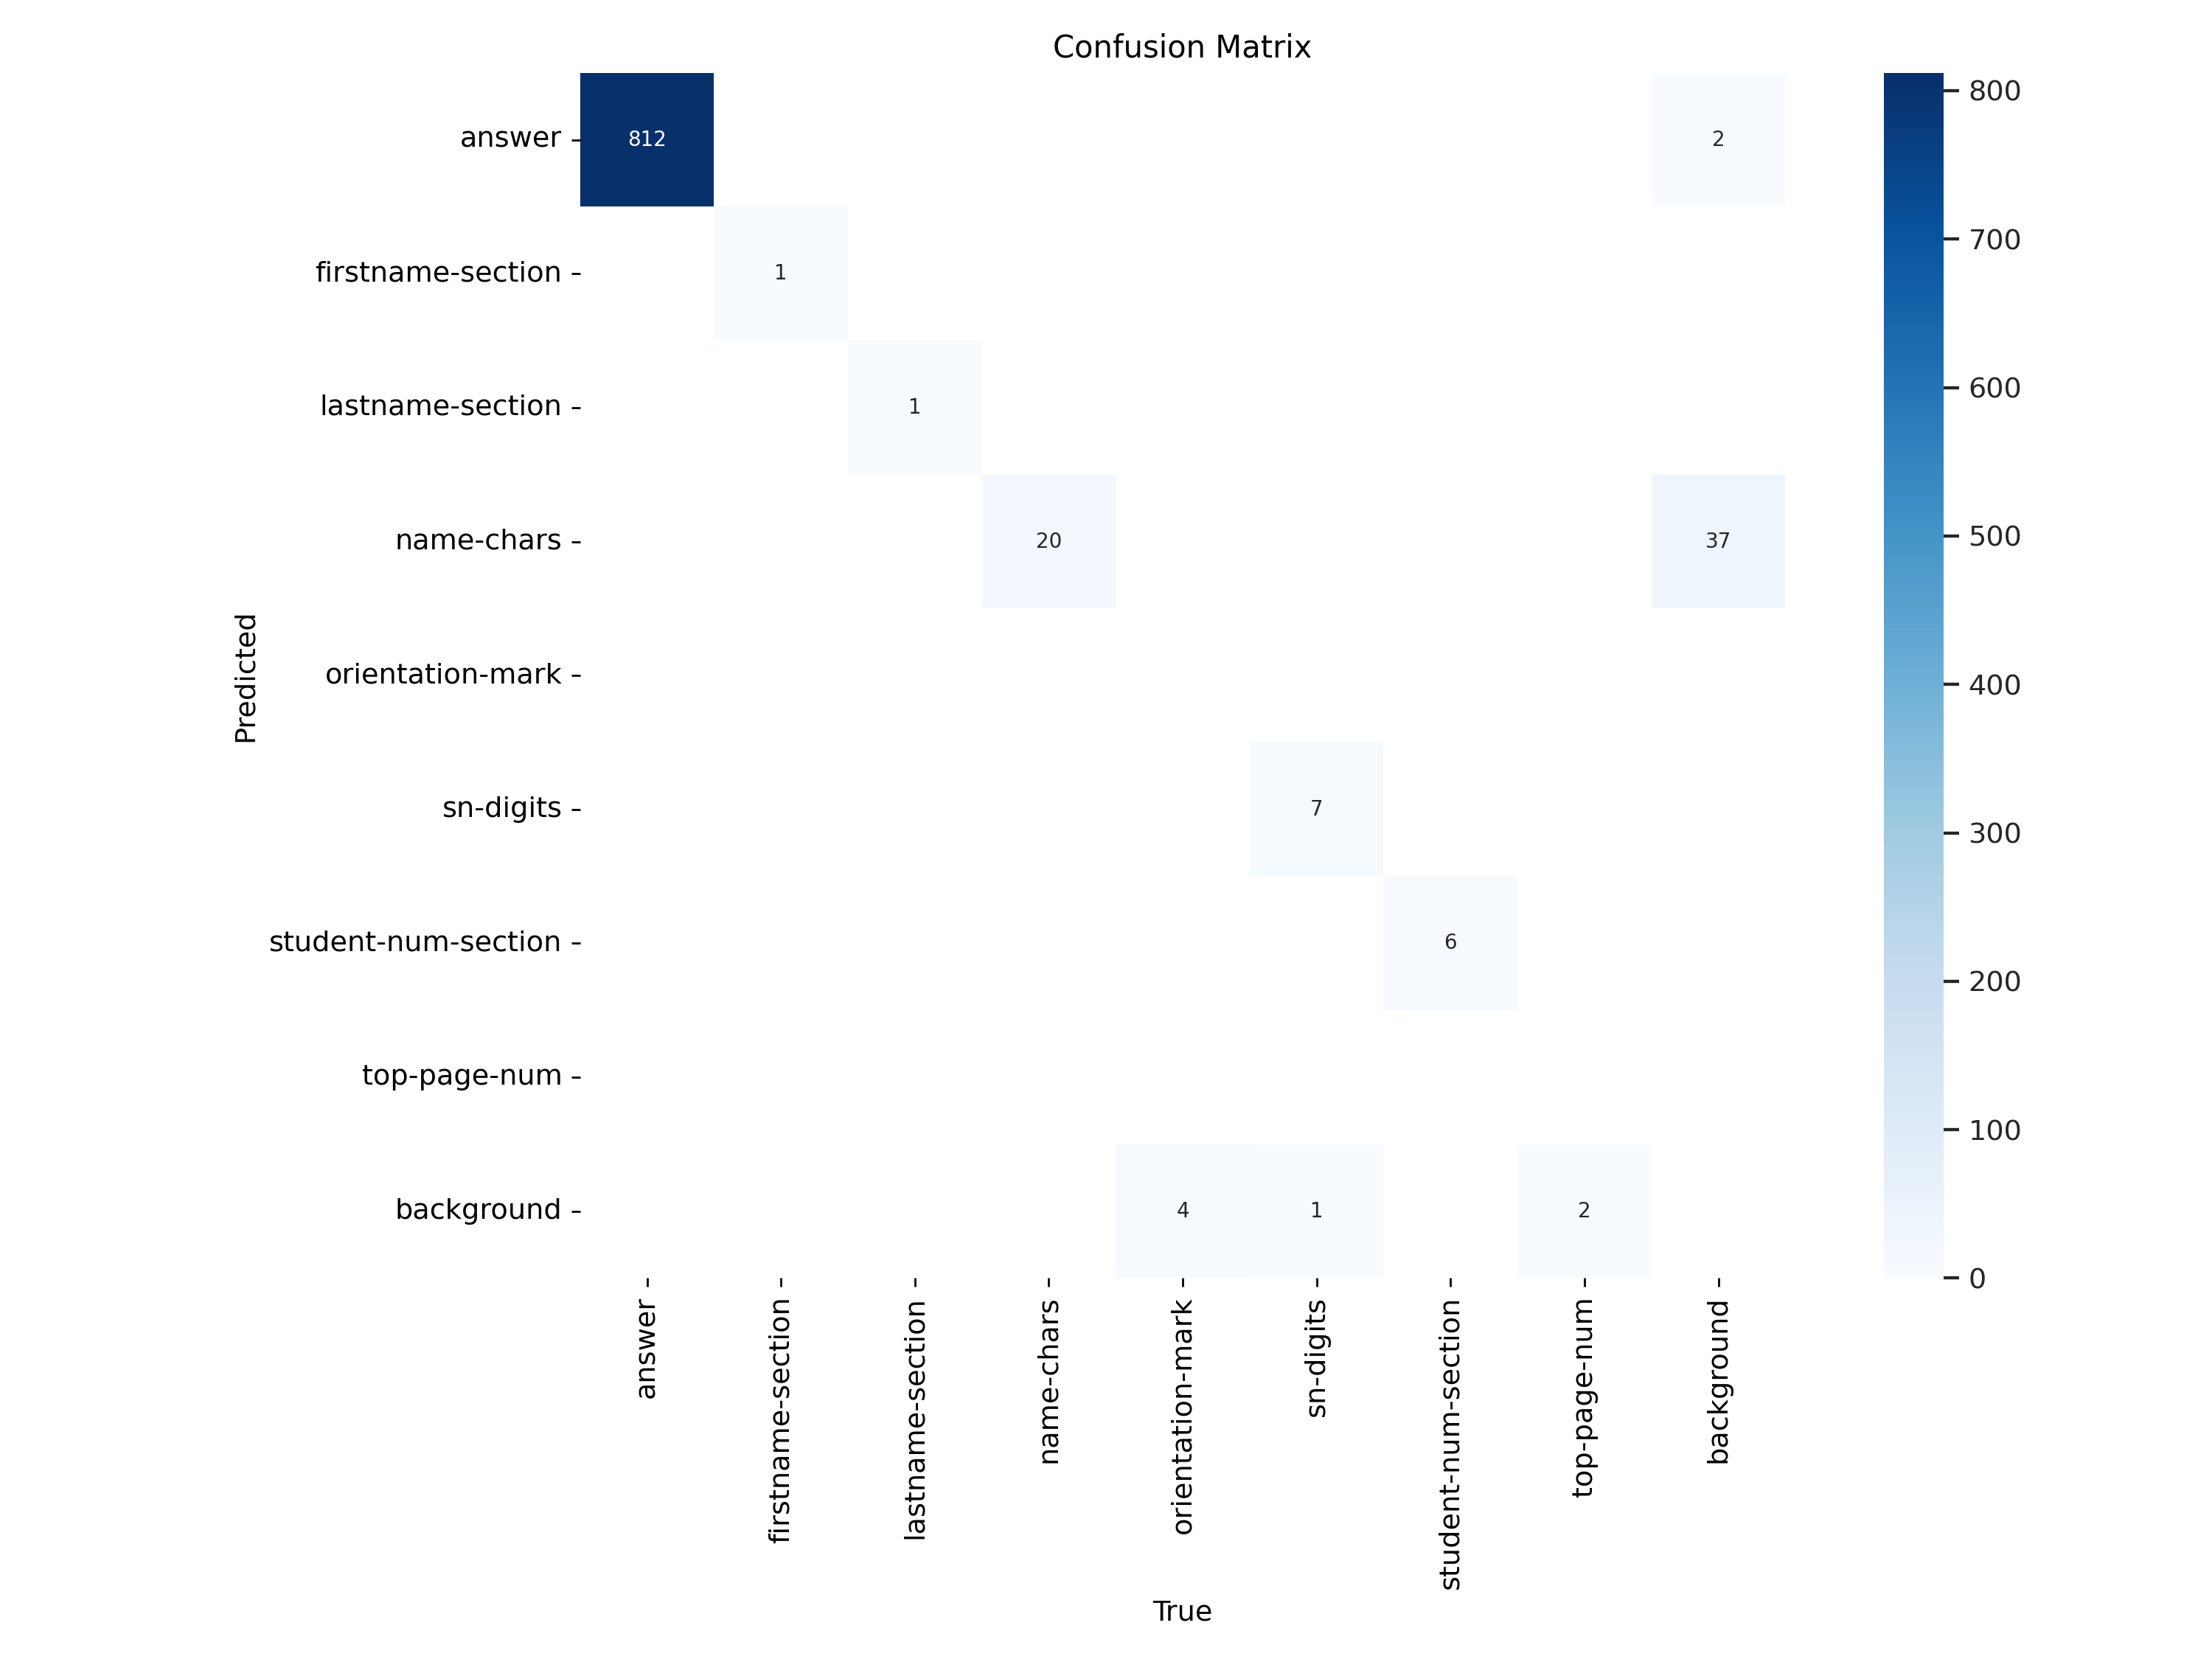 Confusion Matrix
answer
812
2
800
700
firstname-section
1
600
lastname-section
1
name-chars
20
37
500
Predicted
orientation-mark
400
sn-digits
7
300
student-num-section
6
200
top-page-num
100
background
4
1
2
0
answer
firstname-section
lastname-section
name-chars
orientation-mark
sn-digits
student-num-section
top-page-num
background
True